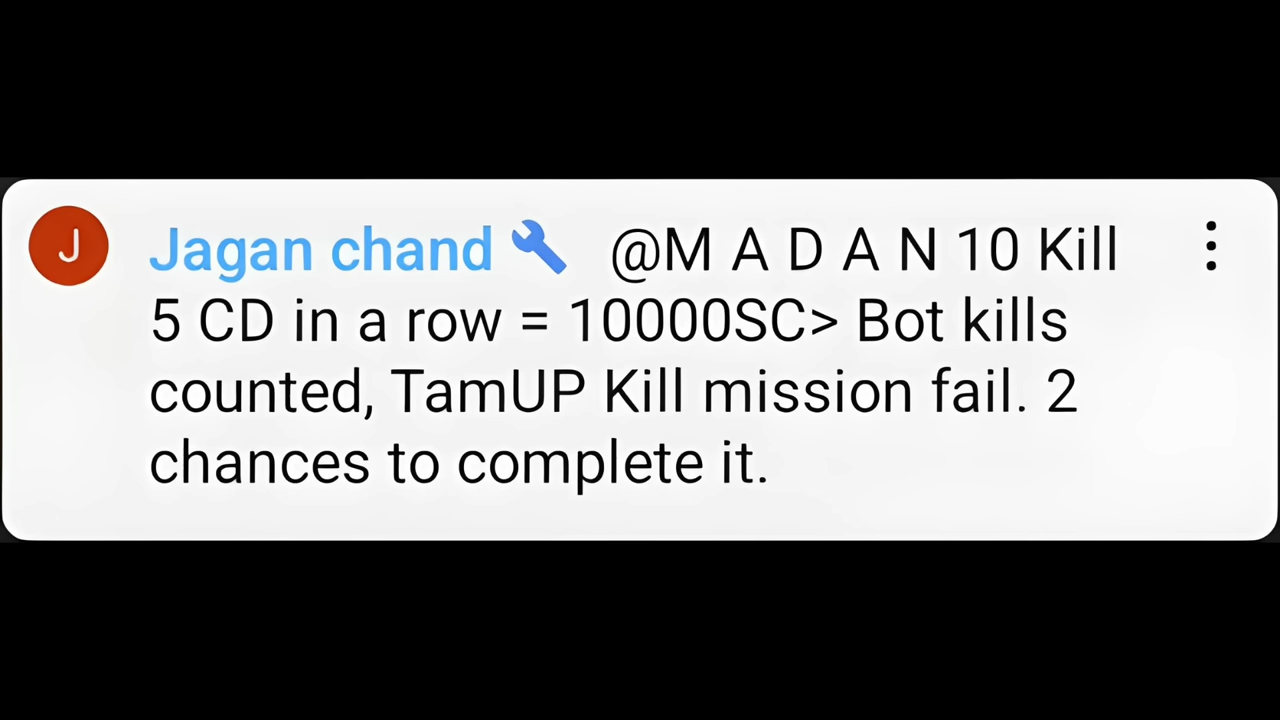 J
Jagan chand 🔧 @M A D A N 10 Kill
5 CD in a row = 10000SC> Bot kills
counted, TamUP Kill mission fail. 2
chances to complete it.